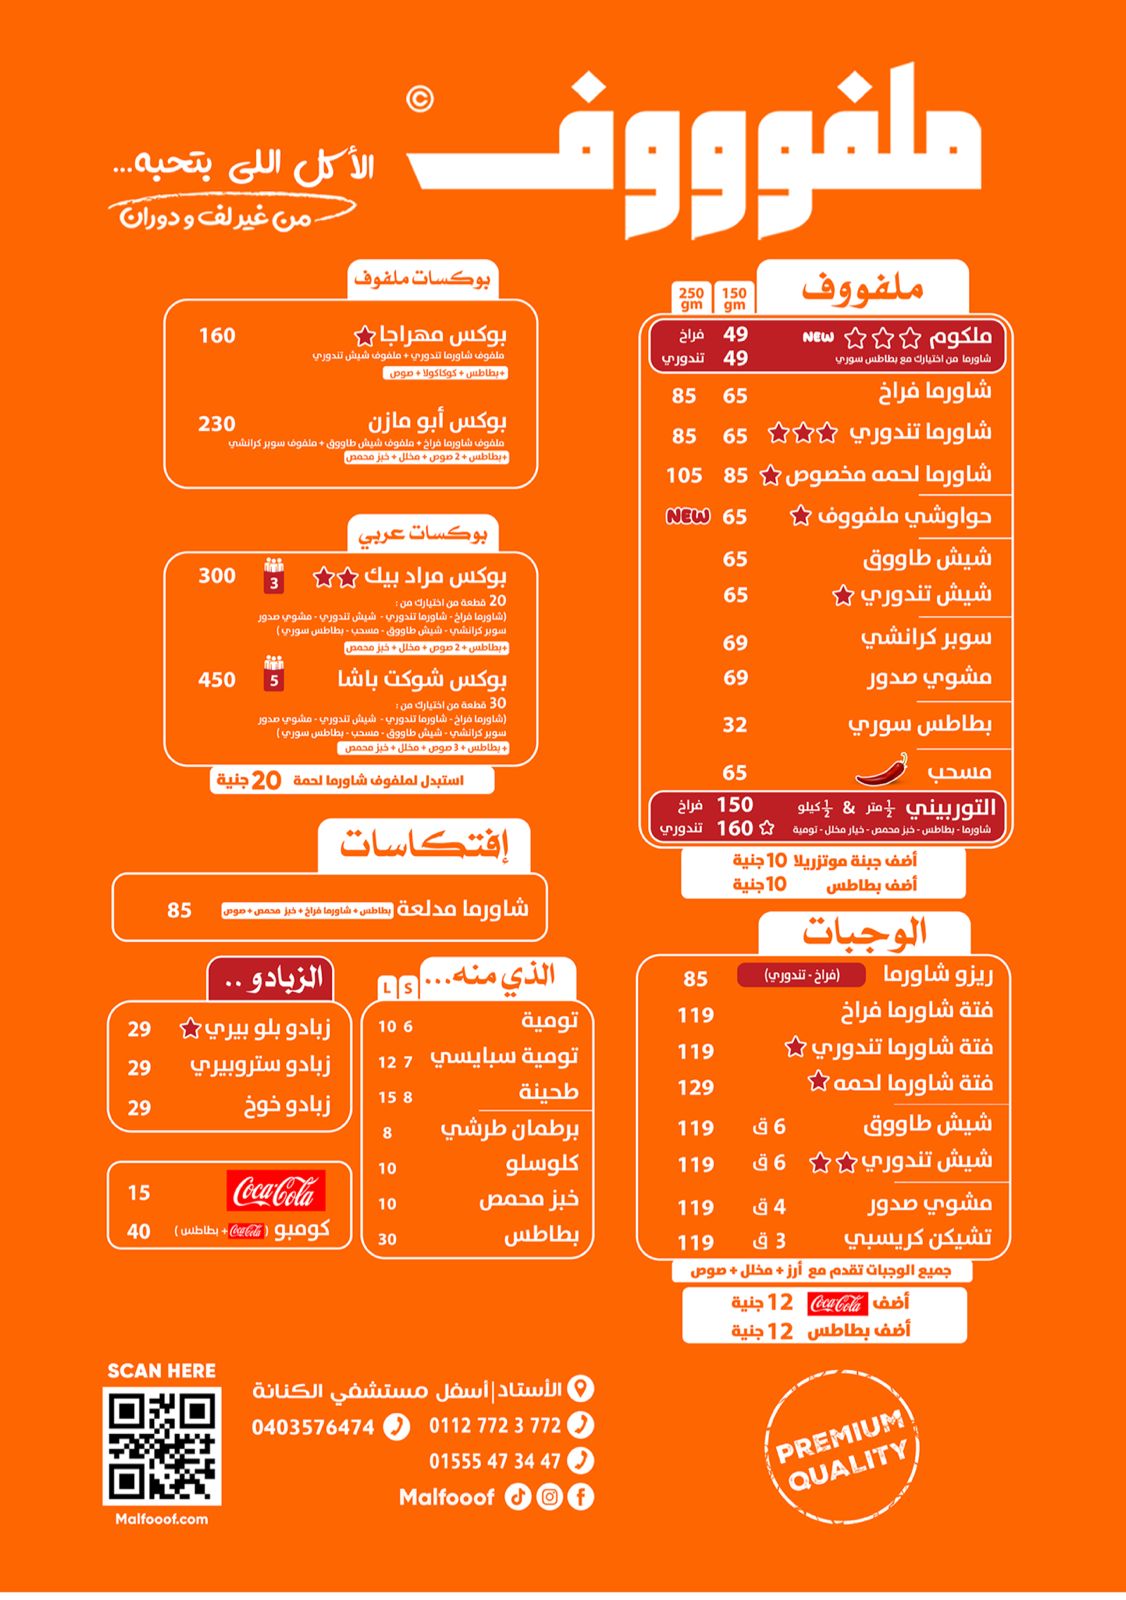 ملفوووف ©
الأكل اللى بتحبه...
من غير لف و دوران
ملفووف
150 gm 250 gm
ملكوم NEW 49 فراخ
شاورما من اختيارك مع بطاطس سوري 49 تندوري
شاورما فراخ 65 85
شاورما تندوري 65 85
شاورما لحمه مخصوص 85 105
حواوشي ملفووف 65 NEW
شيش طاووق 65
شيش تندوري 65
سوبر كرانشي 69
مشوي صدور 69
بطاطس سوري 32
مسحب 65
التوربيني ½ متر & ½ كيلو 150 فراخ
شاورما - بطاطس - خبز محمص - خيار مخلل - تومية 160 تندوري
أضف جبنة موتزريلا 10 جنية
أضف بطاطس 10 جنية
الوجبات
ريزو شاورما (فراخ - تندوري) 85
فتة شاورما فراخ 119
فتة شاورما تندوري 119
فتة شاورما لحمه 129
شيش طاووق 6 ق 119
شيش تندوري 6 ق 119
مشوي صدور 4 ق 119
تشيكن كريسبي 3 ق 119
جميع الوجبات تقدم مع أرز + مخلل + صوص
أضف Coca-Cola 12 جنية
أضف بطاطس 12 جنية
بوكسات ملفوف
بوكس مهراجا 160
ملفوف شاورما تندوري + ملفوف شيش تندوري
+بطاطس + كوكاكولا + صوص
بوكس أبو مازن 230
ملفوف شاورما فراخ + ملفوف شيش طاووق + ملفوف سوبر كرانشي
+بطاطس + 2 صوص + مخلل + خبز محمص
بوكسات عربي
بوكس مراد بيك 3 300
20 قطعة من اختيارك من :
(شاورما فراخ - شاورما تندوري - شيش تندوري - مشوي صدور
سوبر كرانشي - شيش طاووق - مسحب - بطاطس سوري )
+بطاطس + 2 صوص + مخلل + خبز محمص
بوكس شوكت باشا 5 450
30 قطعة من اختيارك من :
(شاورما فراخ - شاورما تندوري - شيش تندوري - مشوي صدور
سوبر كرانشي - شيش طاووق - مسحب - بطاطس سوري )
+ بطاطس + 3 صوص + مخلل + خبز محمص
استبدل لملفوف شاورما لحمة 20 جنية
إفتكاسات
شاورما مدلعة بطاطس + شاورما فراخ + خبز محمص + صوص 85
الذي منه...
S L
تومية 6 10
تومية سبايسي 7 12
طحينة 8 15
برطمان طرشي 8
كلوسلو 10
خبز محمص 10
بطاطس 30
الزبادو ..
زبادو بلو بيري 29
زبادو ستروبيري 29
زبادو خوخ 29
Coca-Cola 15
كومبو ( Coca-Cola + بطاطس ) 40
الأستاد|أسفل مستشفي الكنانة
0112 772 3 772
0403576474
01555 47 34 47
Malfooof
SCAN HERE
Malfooof.com
PREMIUM
QUALITY